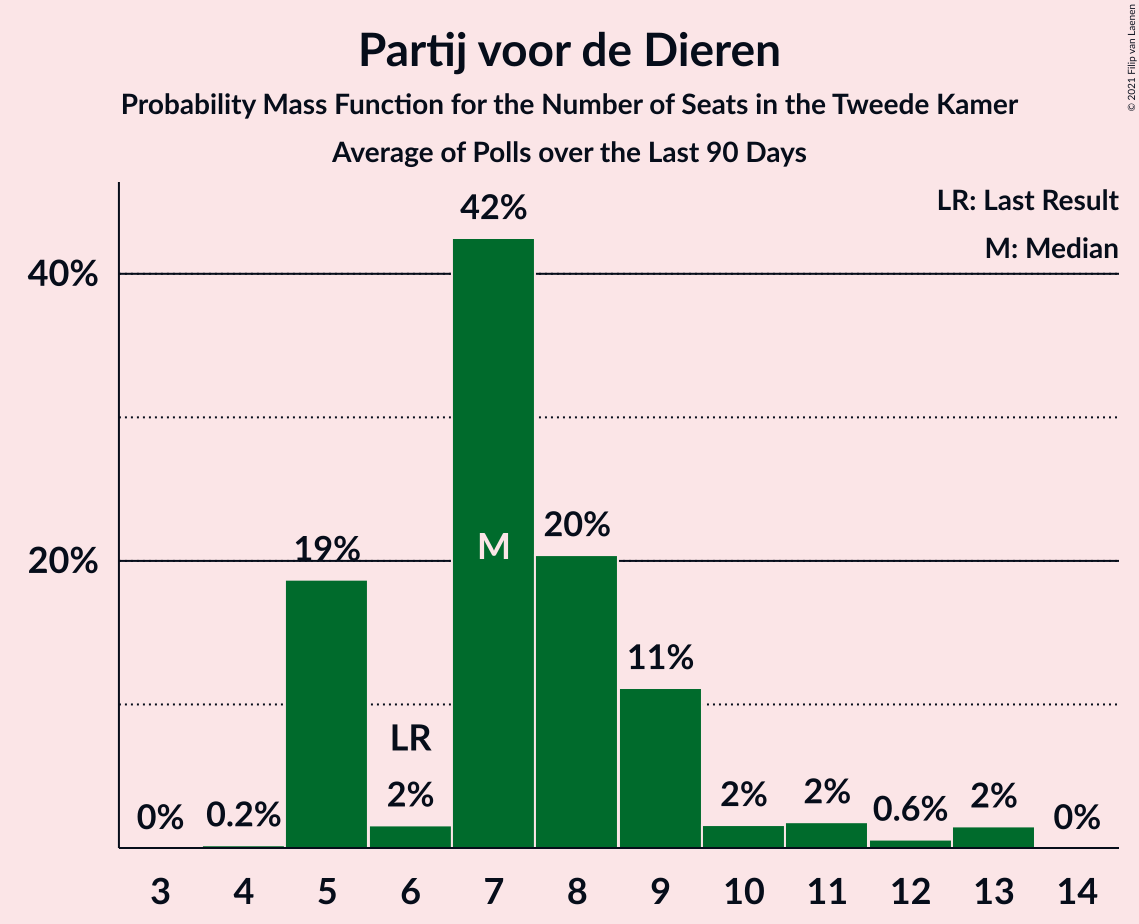 Partij voor de Dieren
Probability Mass Function for the Number of Seats in the Tweede Kamer
Average of Polls over the Last 90 Days
© 2021 Filip van Laenen
LR: Last Result
M: Median
42%
40%
M
20%
19%
20%
11%
LR
2%
0%
0.2%
2%
2%
0.6%
2%
0%
3 4 5 6 7 8 9 10 11 12 13 14